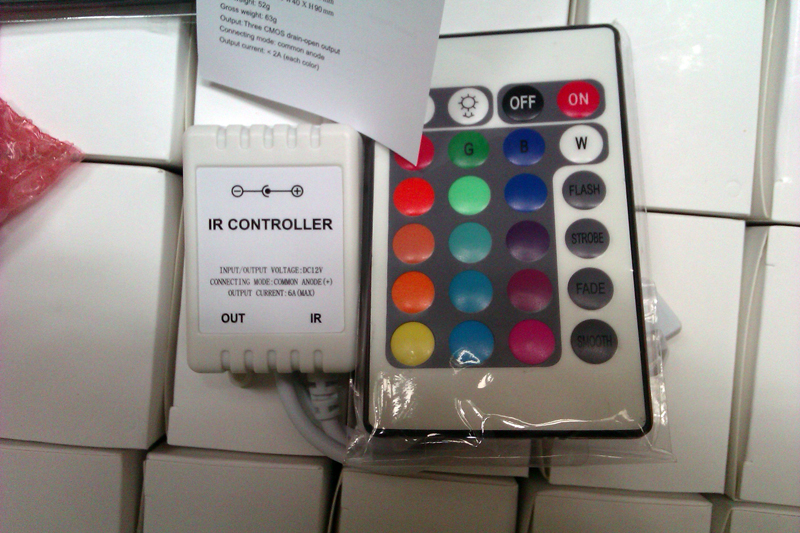 52g
Gross weight: 63g
Output: Three CMOS drain-open output
Connecting mode: common anode
Output current: < 2A (each color)
OFF
ON
G
B
W
FLASH
STROBE
FADE
SMOOTH
IR CONTROLLER
INPUT/OUTPUT VOLTAGE:DC12V
CONNECTING MODE:COMMON ANODE(+)
OUTPUT CURRENT:6A(MAX)
OUT
IR